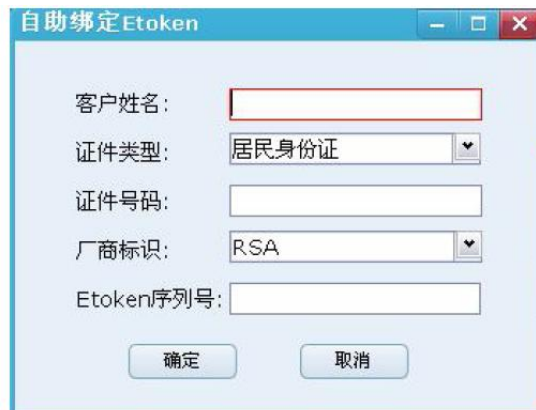 自助绑定Etoken
客户姓名:
证件类型: 居民身份证
证件号码:
厂商标识: RSA
Etoken序列号:
确定 取消